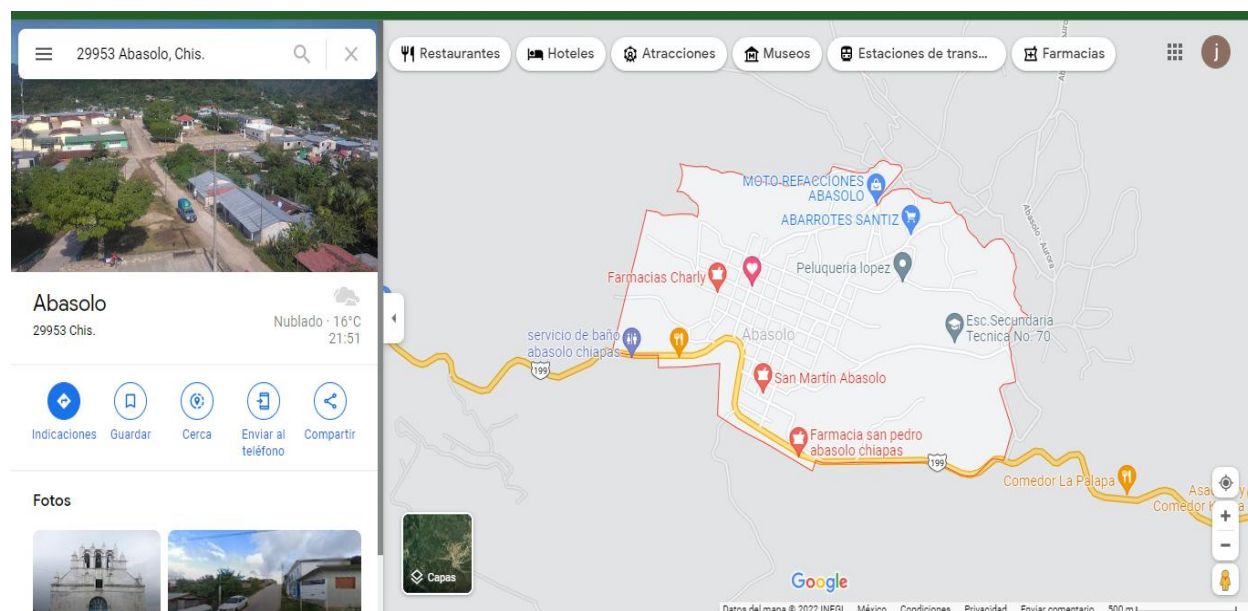 29953 Abasolo, Chis.
Restaurantes
Hoteles
Atracciones
Museos
Estaciones de trans...
Farmacias
j
Abasolo
29953 Chis.
Nublado · 16°C
21:51
Indicaciones
Guardar
Cerca
Enviar al
teléfono
Compartir
Fotos
MOTO REFACCIONES
ABASOLO
ABARROTES SANTIZ
Peluqueria lopez
Farmacias Charly
Abasolo - Aurora
servicio de baño
abasolo chiapas
Abasolo
Esc.Secundaria
Tecnica No. 70
199
San Martín Abasolo
Farmacia san pedro
abasolo chiapas
199
Comedor La Palapa
Comedor
Capas
Google
Datos del mapa © 2022 INEGI México Condiciones Privacidad Enviar comentario 500 m